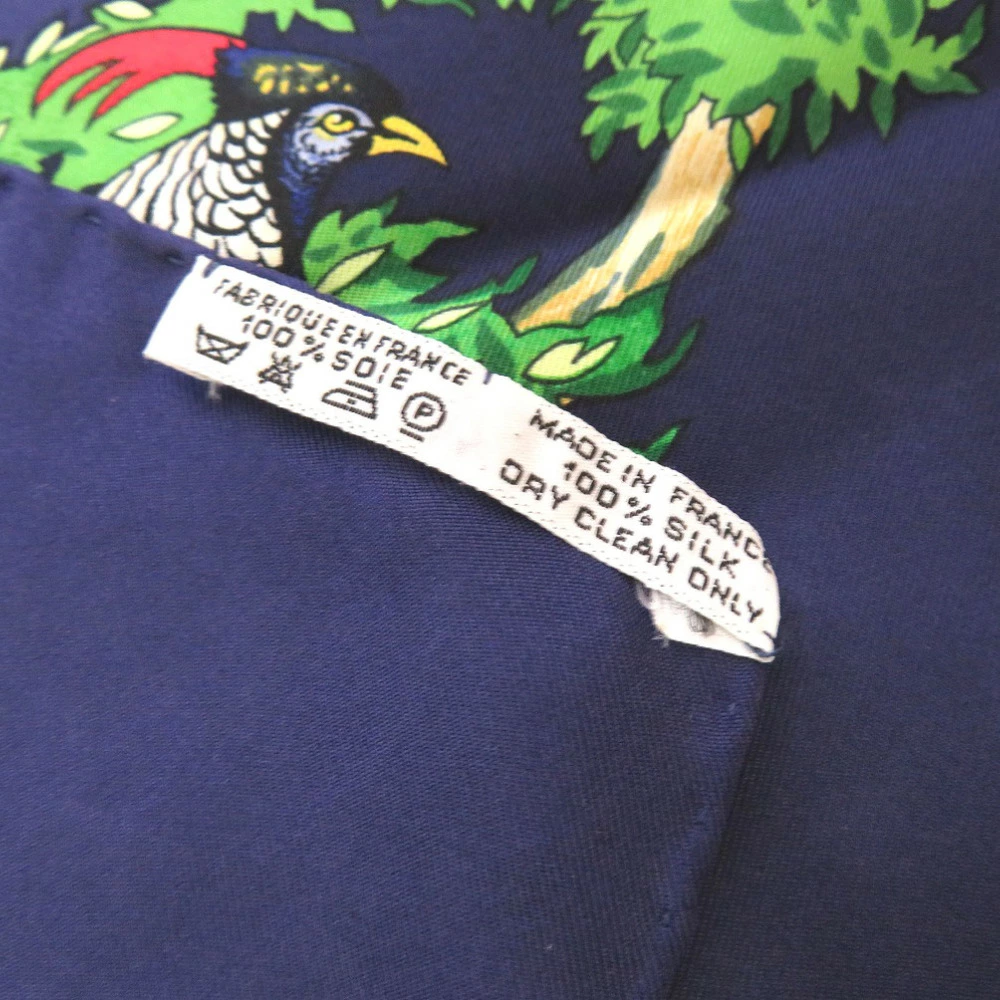 FABRIQUE EN FRANCE
100% SOIE
P
MADE IN FRANCE
100% SILK
DRY CLEAN ONLY